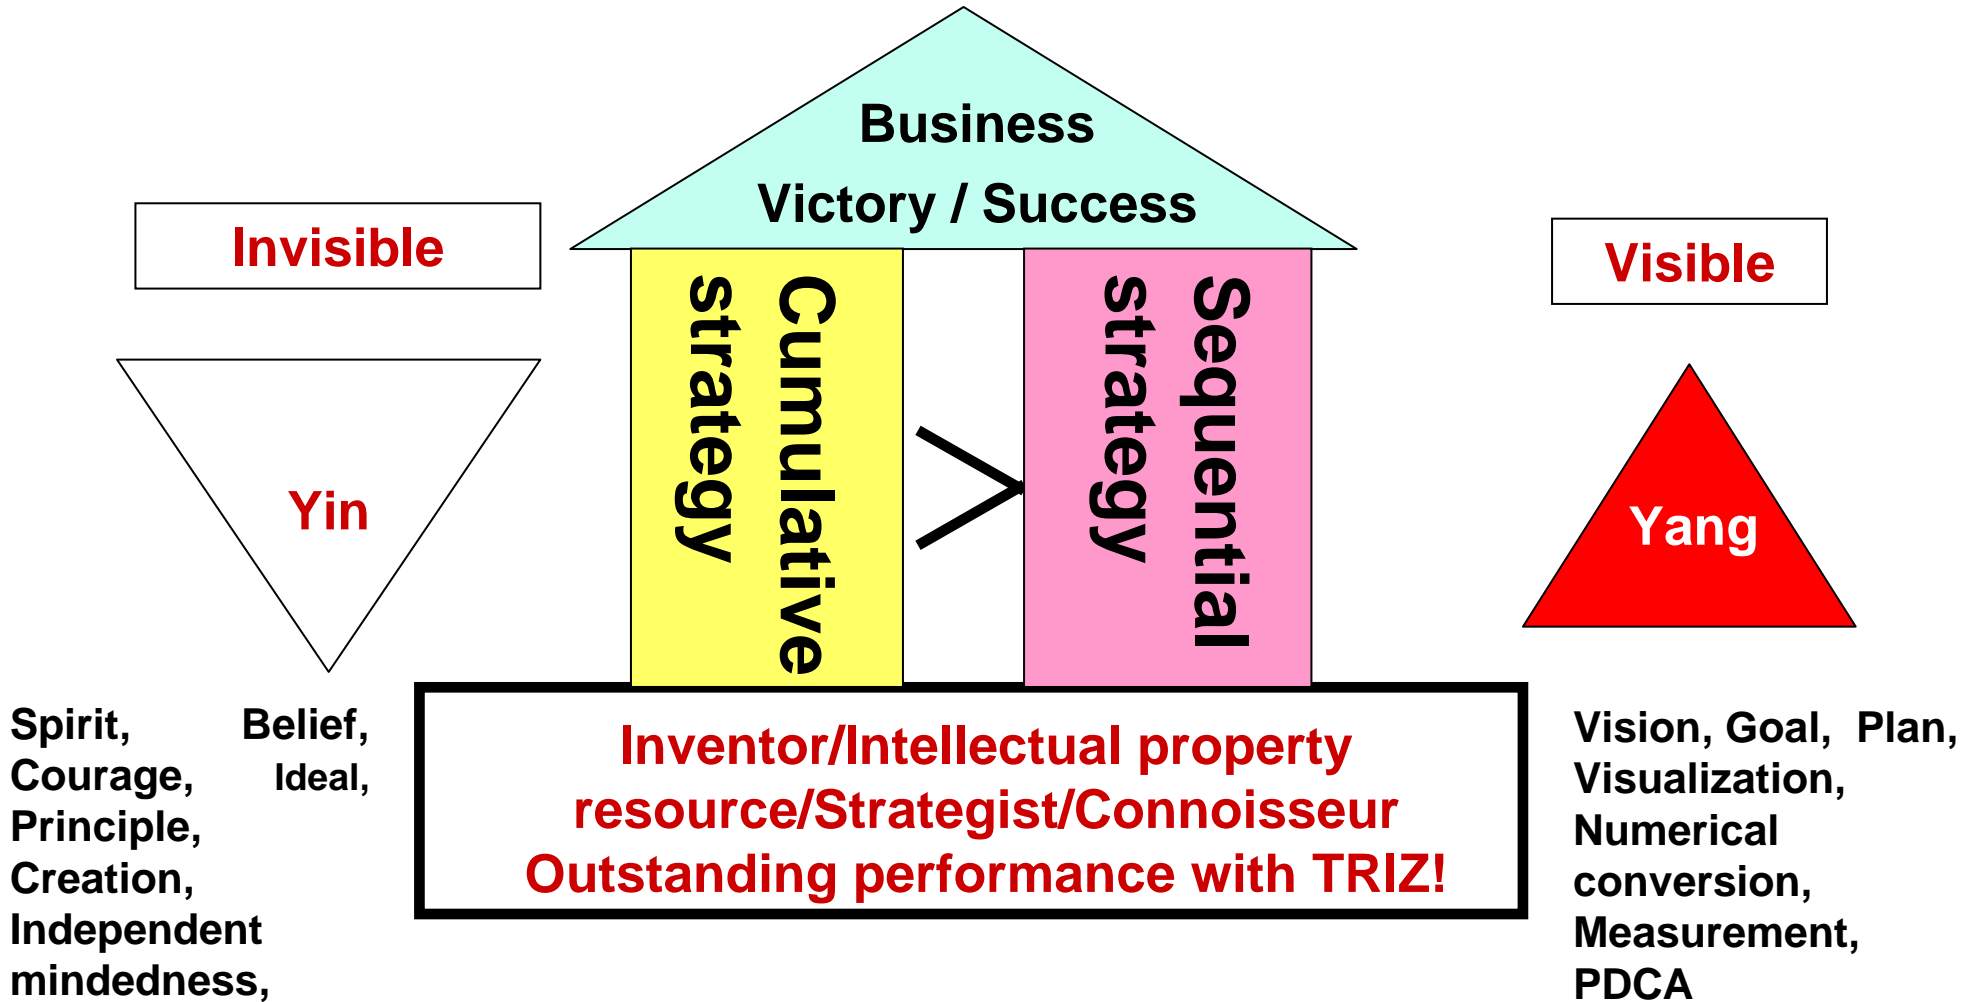 Business
Victory / Success
Invisible
Visible
Cumulative
strategy
>
Sequential
strategy
Yin
Yang
Spirit, Belief,
Courage, Ideal,
Principle,
Creation,
Independent
mindedness,
Inventor/Intellectual property
resource/Strategist/Connoisseur
Outstanding performance with TRIZ!
Vision, Goal, Plan,
Visualization,
Numerical
conversion,
Measurement,
PDCA